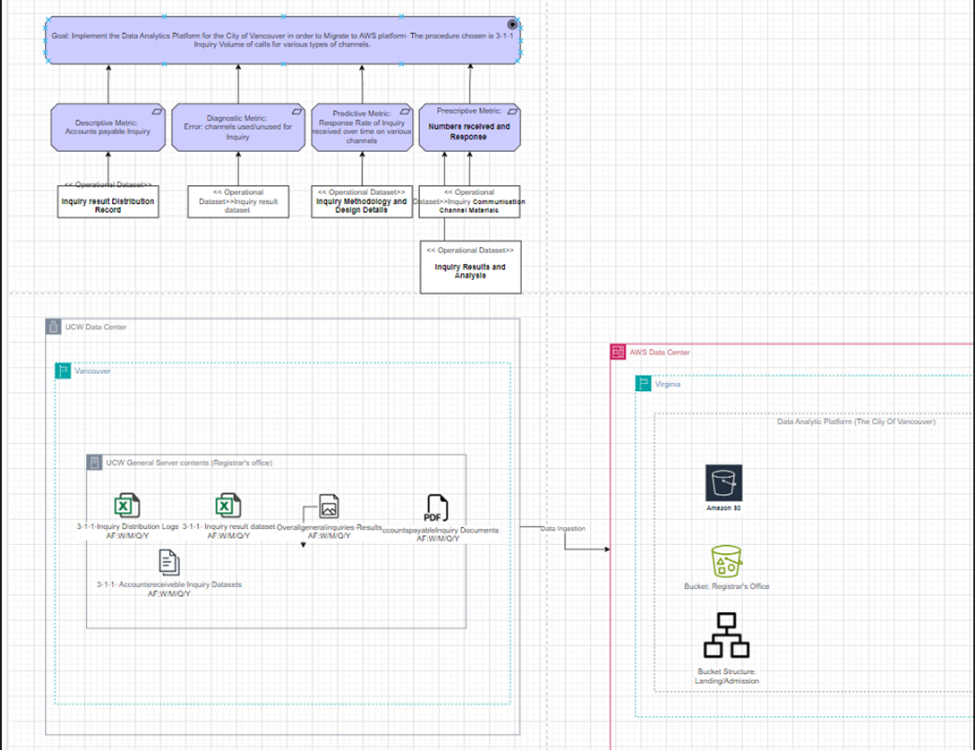 Goal: Implement the Data Analytics Platform for the City of Vancouver in order to Migrate to AWS platform- The procedure chosen is 3-1-1
Inquiry Volume of calls for various types of channels.
Descriptive Metric:
Accounts payable Inquiry
Diagnostic Metric:
Error: channels used/unused for
Inquiry
Predictive Metric:
Response Rate of Inquiry
received over time on various
channels
Prescriptive Metric:
Numbers received and
Response
<< Operational Dataset>>
Inquiry result Distribution
Record
<< Operational
Dataset>>Inquiry result
dataset
<< Operational Dataset>>
Inquiry Methodology and
Design Details
<< Operational
Dataset>>Inquiry Communication
Channel Materials
<< Operational Dataset>>
Inquiry Results and
Analysis
UCW Data Center
Vancouver
UCW General Server contents (Registrar's office)
3-1-1-Inquiry Distribution Logs
AF:W/M/Q/Y
3-1-1- Inquiry result dataset
AF:W/M/Q/Y
Overallgeneralinquiries-Results
AF:W/M/Q/Y
PDF
ccountspayableInquiry Documents
AF:W/M/Q/Y
3-1-1- Accountsreceiveble Inquiry Datasets
AF:W/M/Q/Y
Data Ingestion
AWS Data Center
Virginia
Data Analytic Platform (The City Of Vancouver)
Amazon S3
Bucket: Registrar's Office
Bucket Structure:
Landing/Admission